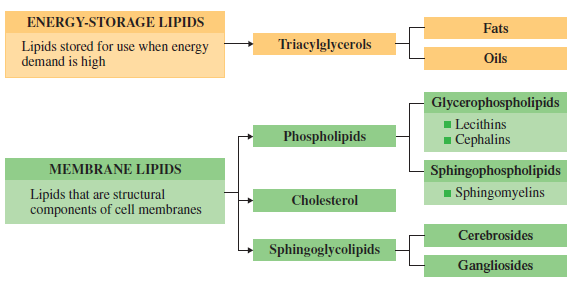 ENERGY-STORAGE LIPIDS
Lipids stored for use when energy
demand is high
Triacylglycerols
Fats
Oils
MEMBRANE LIPIDS
Lipids that are structural
components of cell membranes
Phospholipids
Glycerophospholipids
Lecithins
Cephalins
Sphingophospholipids
Sphingomyelins
Cholesterol
Sphingoglycolipids
Cerebrosides
Gangliosides